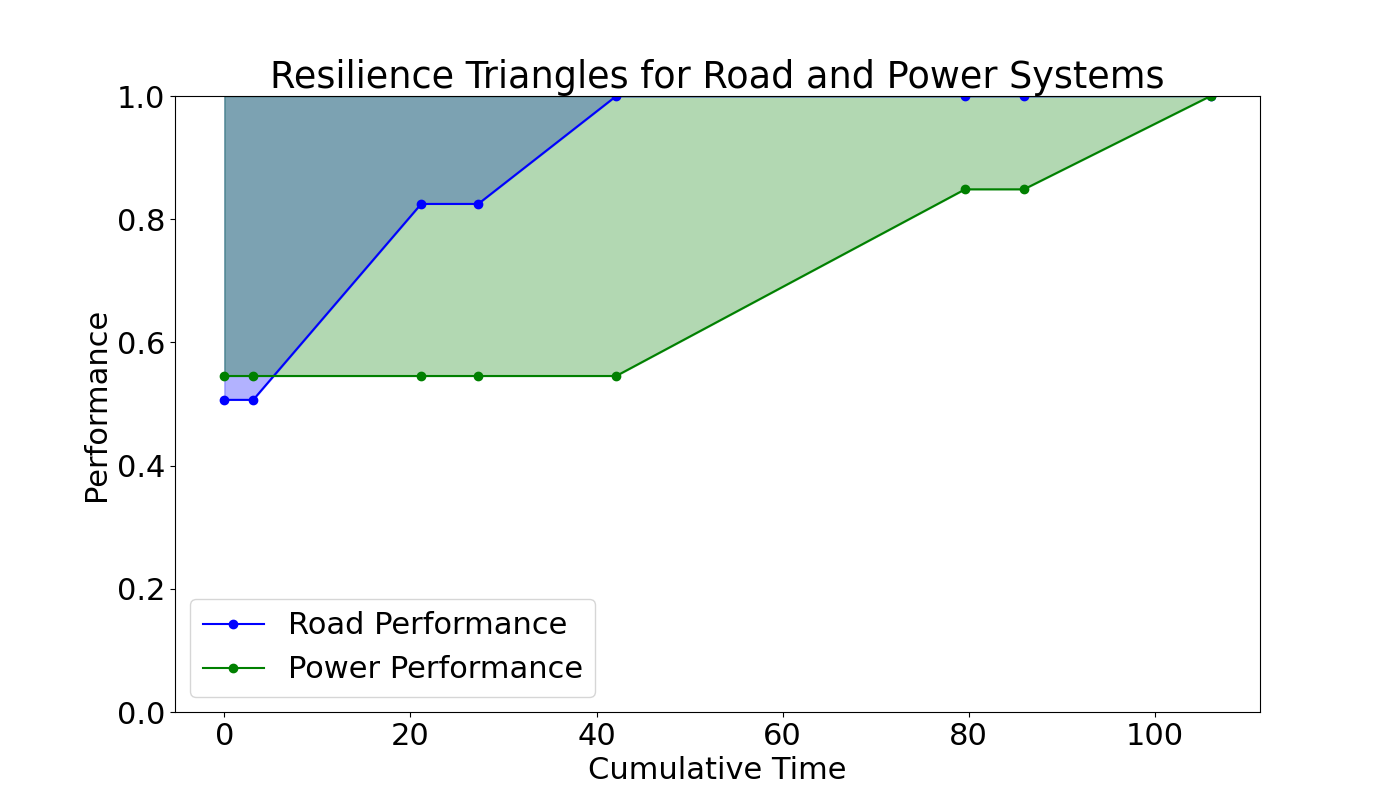 Resilience Triangles for Road and Power Systems
1.0
0.8
0.6
0.4
0.2
0.0
Performance
Road Performance
Power Performance
0 20 40 60 80 100
Cumulative Time